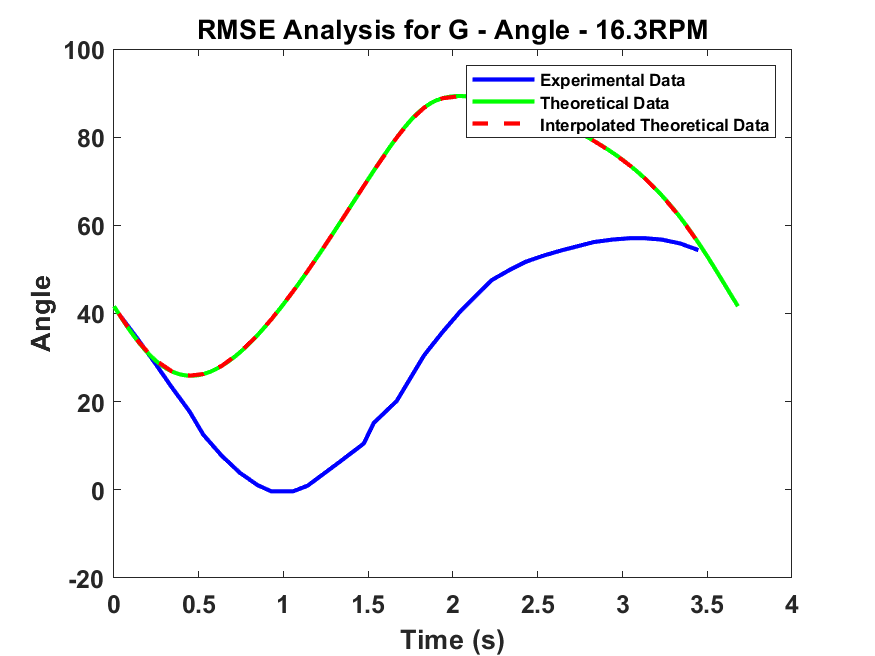 RMSE Analysis for G - Angle - 16.3RPM
100
80
60
40
20
0
-20
Angle
Experimental Data
Theoretical Data
Interpolated Theoretical Data
0 0.5 1 1.5 2 2.5 3 3.5 4
Time (s)